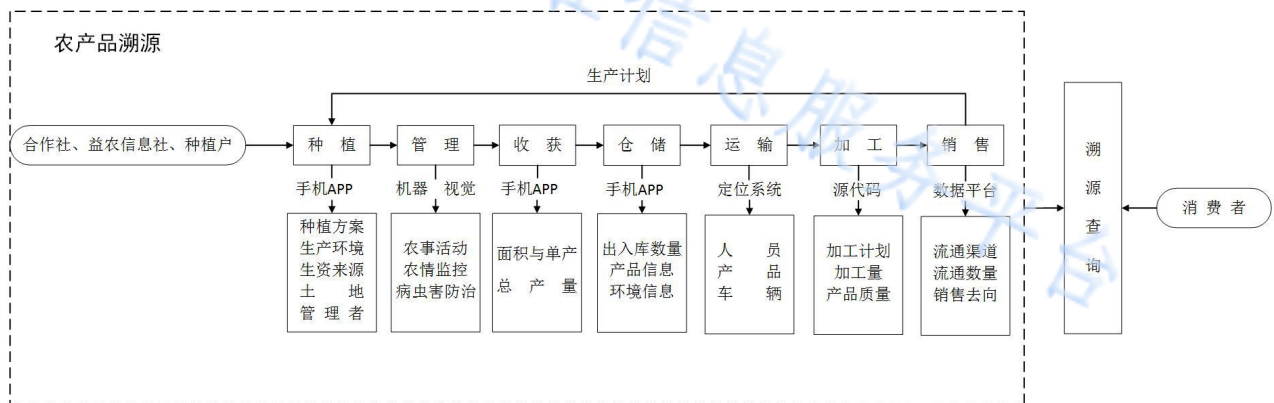 农产品溯源
生产计划
合作社、益农信息社、种植户
种 植
管 理
收 获
仓 储
运 输
加 工
销 售
手机APP
机器 视觉
手机APP
手机APP
定位系统
源代码
数据平台
种植方案
生产环境
生资来源
土 地
管 理 者
农事活动
农情监控
病虫害防治
面积与单产
总 产 量
出入库数量
产品信息
环境信息
人 员
产 品
车 辆
加工计划
加工量
产品质量
流通渠道
流通数量
销售去向
溯
源
查
询
消 费 者
信息服务平台